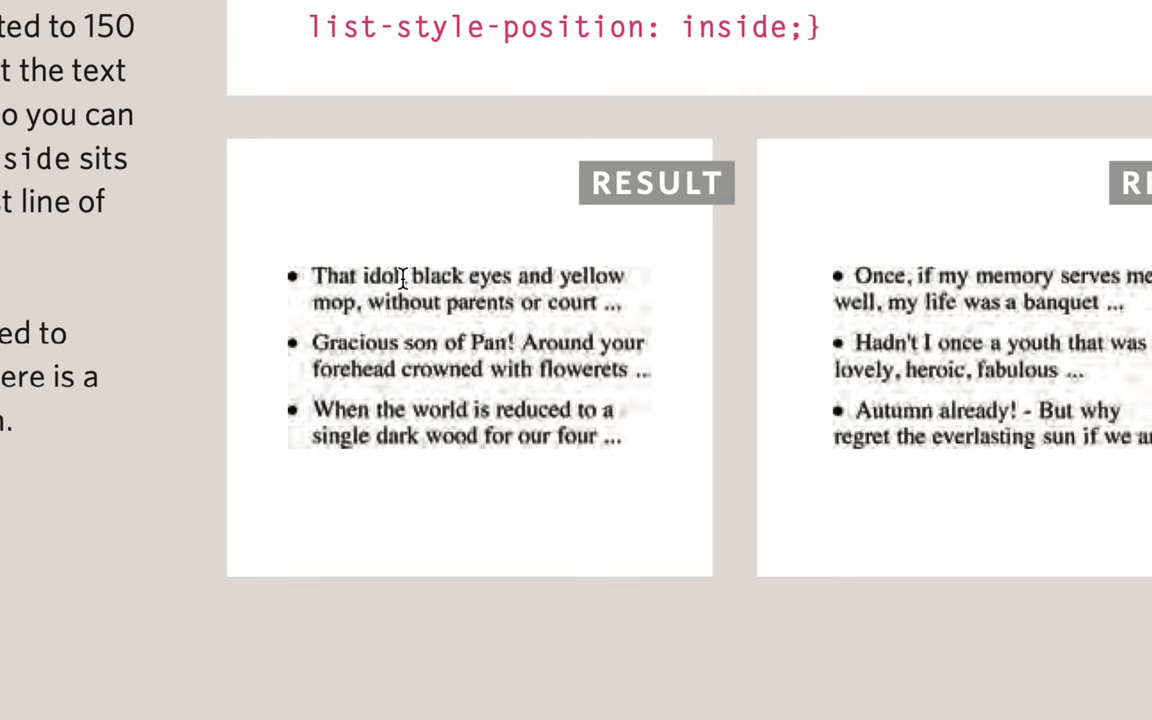 ted to 150
t the text
o you can
side sits
t line of
ed to
ere is a
list-style-position: inside;}
RESULT
• That idol, black eyes and yellow
mop, without parents or court ...
• Gracious son of Pan! Around your
forehead crowned with flowerets ...
• When the world is reduced to a
single dark wood for our four ...
• Once, if my memory serves me
well, my life was a banquet ...
• Hadn't I once a youth that was
lovely, heroic, fabulous ...
• Autumn already! - But why
regret the everlasting sun if we